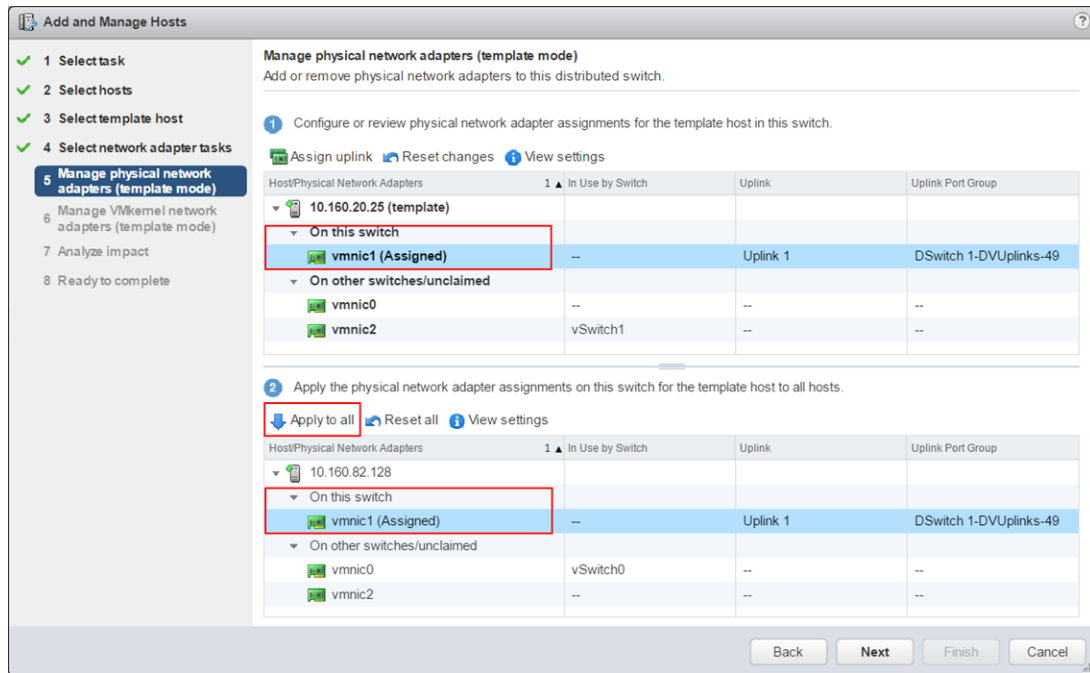 Add and Manage Hosts
?
1 Select task
2 Select hosts
3 Select template host
4 Select network adapter tasks
5 Manage physical network
adapters (template mode)
6 Manage VMkernel network
adapters (template mode)
7 Analyze impact
8 Ready to complete
Manage physical network adapters (template mode)
Add or remove physical network adapters to this distributed switch.
1 Configure or review physical network adapter assignments for the template host in this switch.
Assign uplink Reset changes View settings
Host/Physical Network Adapters 1 ▲ In Use by Switch Uplink Uplink Port Group
10.160.20.25 (template)
On this switch
vmnic1 (Assigned) -- Uplink 1 DSwitch 1-DVUplinks-49
On other switches/unclaimed
vmnic0 -- -- --
vmnic2 vSwitch1 -- --
2 Apply the physical network adapter assignments on this switch for the template host to all hosts.
Apply to all Reset all View settings
Host/Physical Network Adapters 1 ▲ In Use by Switch Uplink Uplink Port Group
10.160.82.128
On this switch
vmnic1 (Assigned) -- Uplink 1 DSwitch 1-DVUplinks-49
On other switches/unclaimed
vmnic0 vSwitch0 -- --
vmnic2 -- -- --
Back Next Finish Cancel